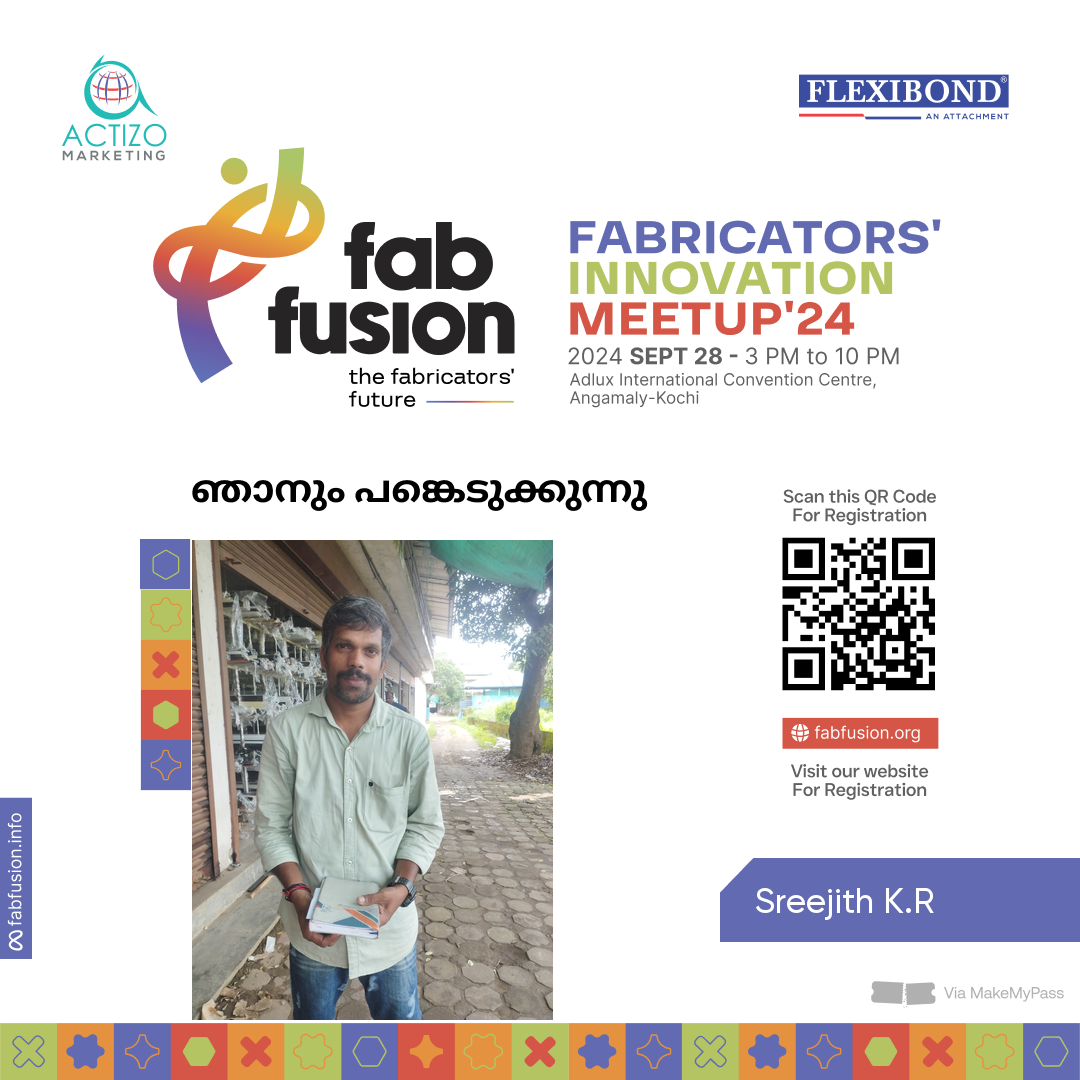 ACTIZO
MARKETING
FLEXIBOND®
AN ATTACHMENT
fab
fusion
the fabricators'
future
FABRICATORS'
INNOVATION
MEETUP'24
2024 SEPT 28 - 3 PM to 10 PM
Adlux International Convention Centre,
Angamaly-Kochi
ഞാനും പങ്കെടുക്കുന്നു
Scan this QR Code
For Registration
fabfusion.org
Visit our website
For Registration
fabfusion.info
Sreejith K.R
Via MakeMyPass